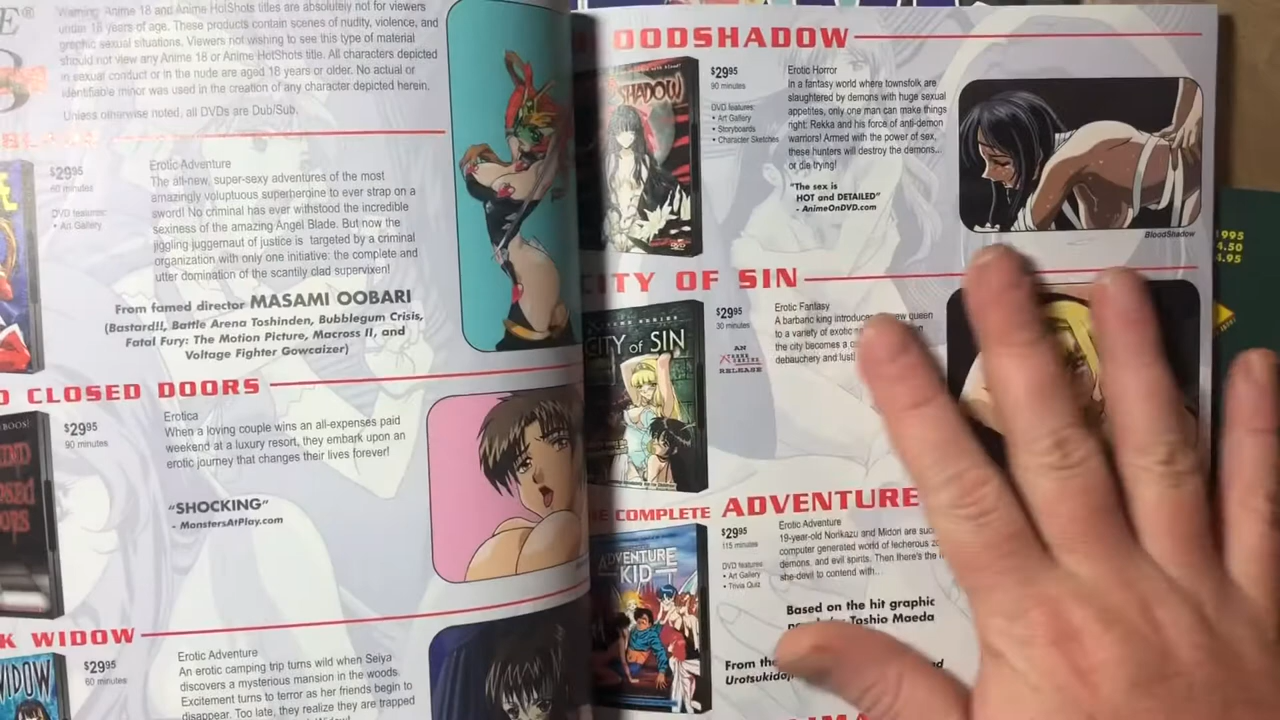 E®
Warning: Anime 18 and Anime HotShots titles are absolutely not for viewers
under 18 years of age. These products contain scenes of nudity, violence, and
graphic sexual situations. Viewers not wishing to see this type of material
should not view any Anime 18 or Anime HotShots title. All characters depicted
in sexual conduct or in the nude are aged 18 years or older. No actual or
identifiable minor was used in the creation of any character depicted herein.
Unless otherwise noted, all DVDs are Dub/Sub.
$29.95
60 minutes
DVD features:
• Art Gallery
Erotic Adventure
The all-new, super-sexy adventures of the most
amazingly voluptuous superheroine to ever strap on a
sword! No criminal has ever withstood the incredible
sexiness of the amazing Angel Blade. But now the
jiggling juggernaut of justice is targeted by a criminal
organization with only one initiative: the complete and
utter domination of the scantily clad supervixen!
From famed director MASAMI OOBARI
(Bastard!!, Battle Arena Toshinden, Bubblegum Crisis,
Fatal Fury: The Motion Picture, Macross II, and
Voltage Fighter Gowcaizer)
D CLOSED DOORS
$29.95
90 minutes
Erotica
When a loving couple wins an all-expenses paid
weekend at a luxury resort, they embark upon an
erotic journey that changes their lives forever!
"SHOCKING"
- MonstersAtPlay.com
K WIDOW
WIDOW
$29.95
60 minutes
Erotic Adventure
An erotic camping trip turns wild when Seiya
discovers a mysterious mansion in the woods.
Excitement turns to terror as her friends begin to
disappear. Too late, they realize they are trapped
OODSHADOW
SHADOW
DVD
$29.95
90 minutes
DVD features:
• Art Gallery
• Storyboards
• Character Sketches
Erotic Horror
In a fantasy world where townsfolk are
slaughtered by demons with huge sexual
appetites, only one man can make things
right: Rekka and his force of anti-demon
warriors! Armed with the power of sex,
these hunters will destroy the demons...
or die trying!
"The sex is
HOT and DETAILED"
- AnimeOnDVD.com
BloodShadow
CITY OF SIN
CITY OF SIN
$29.95
30 minutes
AN
XTREME SERIES
RELEASE
Erotic Fantasy
A barbaric king introduces new queen
to a variety of exotic
the city becomes a
debauchery and lust!
1995
4.50
4.95
THE COMPLETE ADVENTURE
ADVENTURE
KID
$29.95
115 minutes
DVD features:
• Art Gallery
• Trivia Quiz
Erotic Adventure
19-year-old Norikazu and Midori are
computer generated world of lecherous
demons, and evil spirits. Then there's the
she-devil to contend with...
Based on the hit graphic
Toshio Maeda
From the